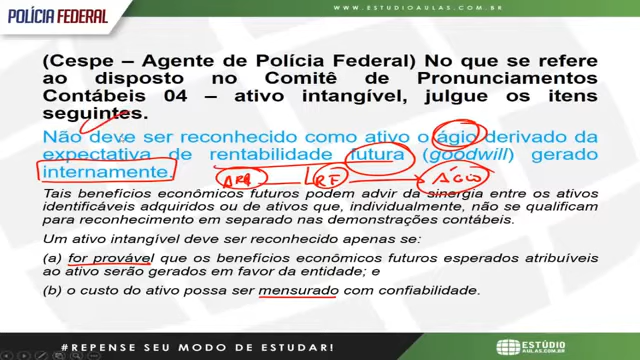 POLÍCIA FEDERAL
WWW.ESTUDIOAULAS.COM.BR
(Cespe – Agente de Polícia Federal) No que se refere
ao disposto no Comitê de Pronunciamentos
Contábeis 04 – ativo intangível, julgue os itens
seguintes.
Não deve ser reconhecido como ativo o ágio derivado da
expectativa de rentabilidade futura (goodwill) gerado
internamente.
ÁGIO
Tais benefícios econômicos futuros podem advir da sinergia entre os ativos
identificáveis adquiridos ou de ativos que, individualmente, não se qualificam
para reconhecimento em separado nas demonstrações contábeis.
Um ativo intangível deve ser reconhecido apenas se:
(a) for provável que os benefícios econômicos futuros esperados atribuíveis
ao ativo serão gerados em favor da entidade; e
(b) o custo do ativo possa ser mensurado com confiabilidade.
#REPENSE SEU MODO DE ESTUDAR!
ESTÚDIO
AULAS.COM.BR